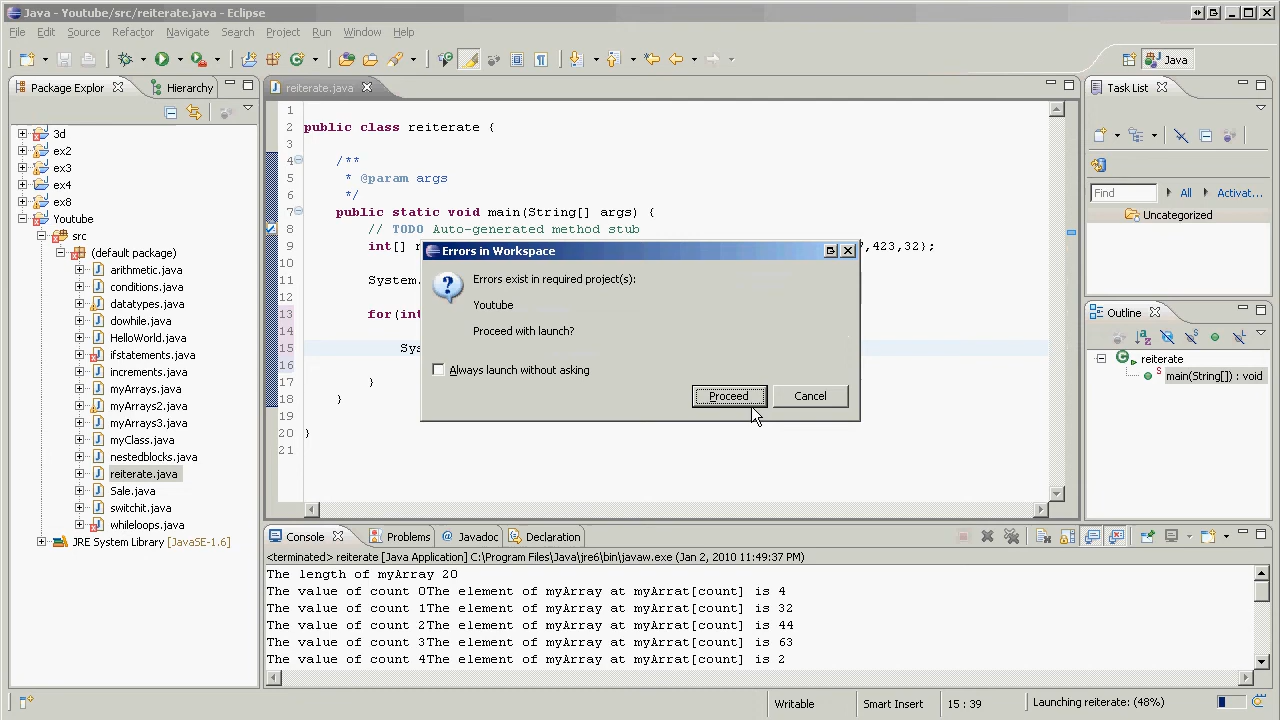 Java - Youtube/src/reiterate.java - Eclipse
File Edit Source Refactor Navigate Search Project Run Window Help
Java
Package Explor
Hierarchy
reiterate.java
Task List
3d
ex2
ex3
ex4
ex8
Youtube
src
(default package)
arithmetic.java
conditions.java
datatypes.java
dowhile.java
HelloWorld.java
ifstatements.java
increments.java
myArrays.java
myArrays2.java
myArrays3.java
myClass.java
nestedblocks.java
reiterate.java
Sale.java
switchit.java
whileloops.java
JRE System Library [JavaSE-1.6]
1
2 public class reiterate {
3
4 /**
5 * @param args
6 */
7 public static void main(String[] args) {
8 // TODO Auto-generated method stub
9 int[] ,423,32};
10
11 System.
12
13 for(int
14
15 Sys
16
17 }
18 }
19
20 }
21
Errors in Workspace
Errors exist in required project(s):
Youtube
Proceed with launch?
Always launch without asking
Proceed Cancel
Find All Activat...
Uncategorized
Outline
reiterate
main(String[]) : void
Console Problems Javadoc Declaration
<terminated> reiterate [Java Application] C:\Program Files\Java\jre6\bin\javaw.exe (Jan 2, 2010 11:49:37 PM)
The length of myArray 20
The value of count 0The element of myArray at myArrat[count] is 4
The value of count 1The element of myArray at myArrat[count] is 32
The value of count 2The element of myArray at myArrat[count] is 44
The value of count 3The element of myArray at myArrat[count] is 63
The value of count 4The element of myArray at myArrat[count] is 2
Writable Smart Insert 15 : 39 Launching reiterate: (48%)